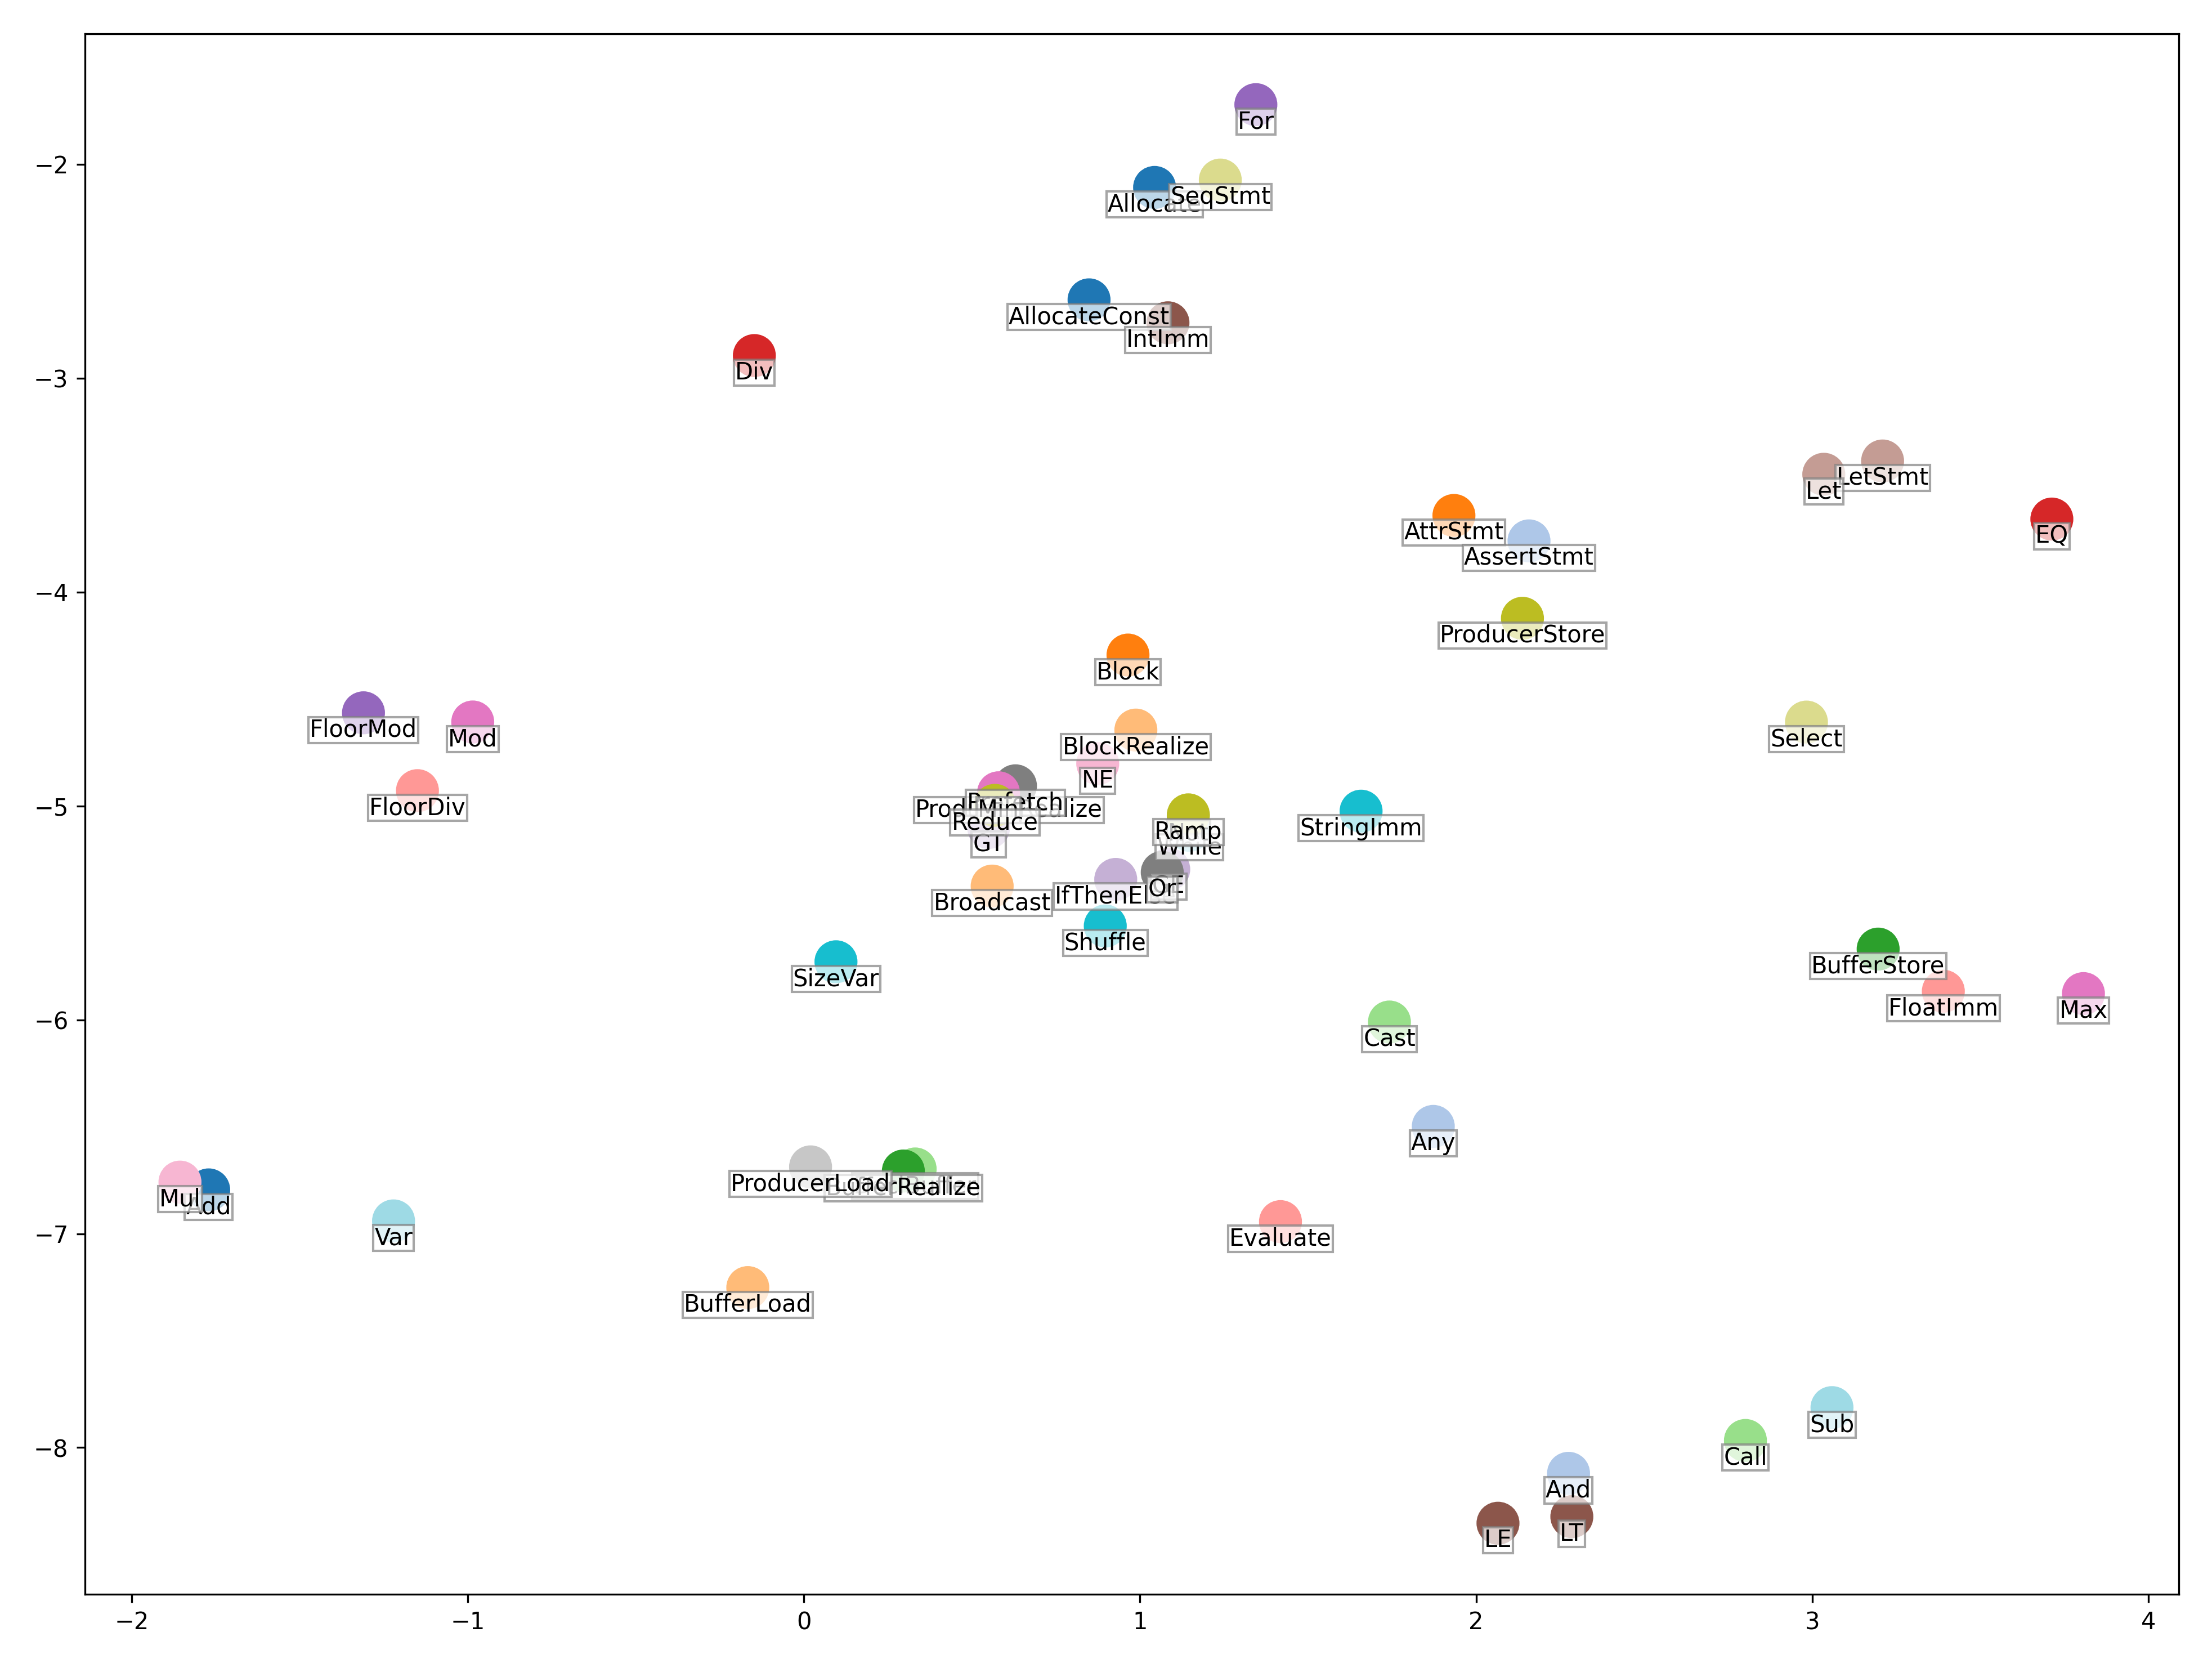 For
−2
SeqStmt
Allocate
AllocateConst
IntImm
−3
Div
LetStmt
Let
AttrStmt
EQ
AssertStmt
−4
ProducerStore
Block
FloorMod
Mod
Select
BlockRealize
NE
−5
FloorDiv
Reduce
StringImm
Ramp
While
GT
Or
Broadcast
Shuffle
SizeVar
BufferStore
FloatImm
Max
−6
Cast
Any
ProducerLoad
Realize
Mul
Add
−7
Var
Evaluate
BufferLoad
−8
Sub
Call
And
LT
LE
−2
−1
0
1
2
3
4